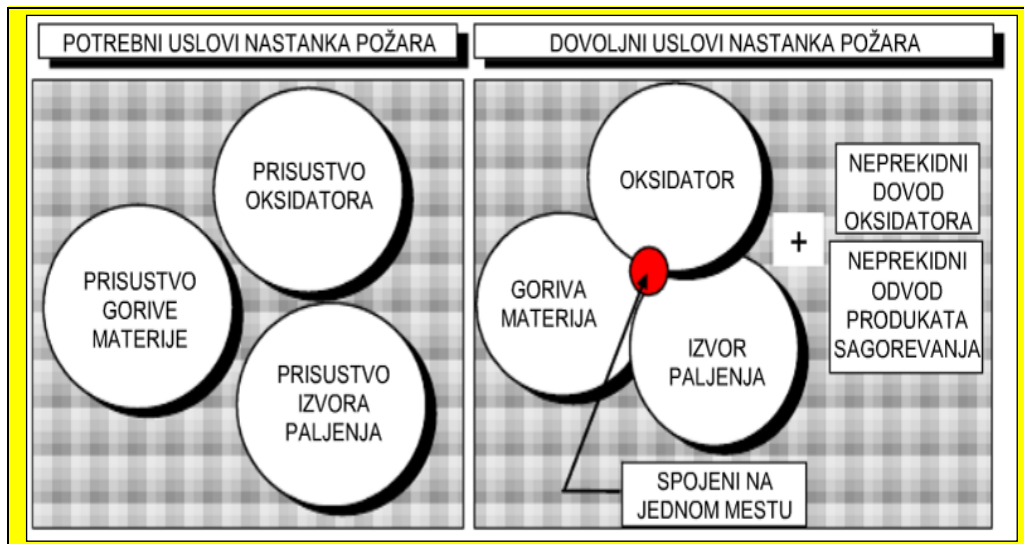 POTREBNI USLOVI NASTANKA POŽARA
PRISUSTVO
OKSIDATORA
PRISUSTVO
GORIVE
MATERIJE
PRISUSTVO
IZVORA
PALJENJA
DOVOLJNI USLOVI NASTANKA POŽARA
OKSIDATOR
GORIVA
MATERIJA
IZVOR
PALJENJA
+
NEPREKIDNI
DOVOD
OKSIDATORA
NEPREKIDNI
ODVOD
PRODUKATA
SAGOREVANJA
SPOJENI NA
JEDNOM MESTU